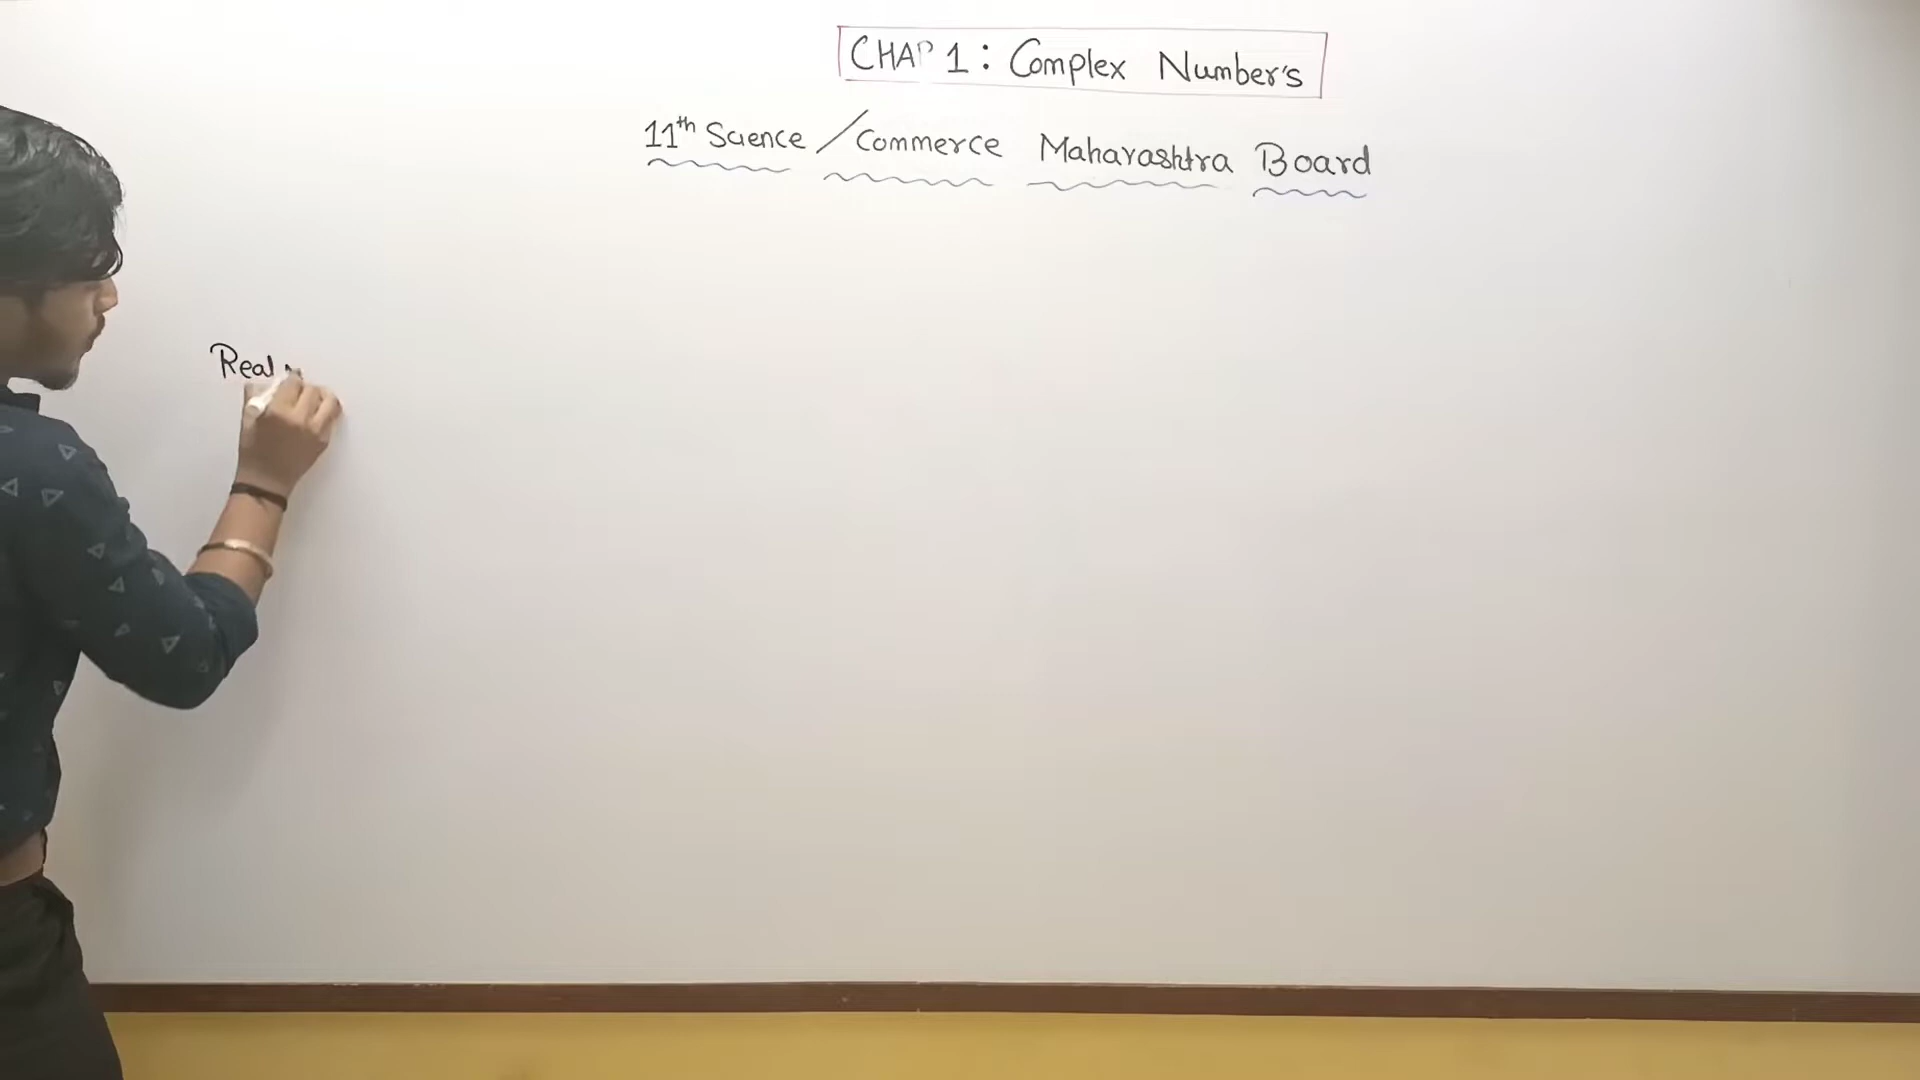 CHAP 1 : Complex Number's
11th Science / Commerce Maharashtra Board
Real